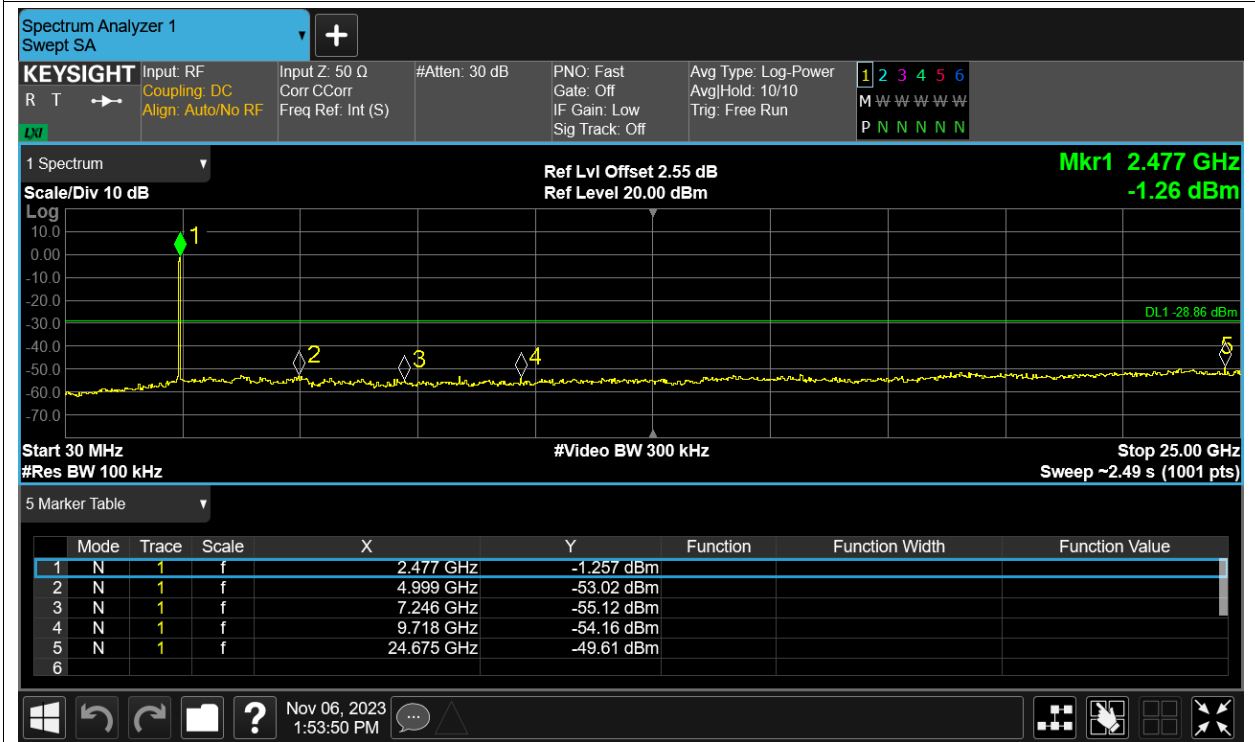 Spectrum Analyzer 1
Swept SA
KEYSIGHT
R T
LXI
Input: RF
Coupling: DC
Align: Auto/No RF
Input Z: 50 Ω
Corr CCorr
Freq Ref: Int (S)
#Atten: 30 dB
PNO: Fast
Gate: Off
IF Gain: Low
Sig Track: Off
Avg Type: Log-Power
Avg|Hold: 10/10
Trig: Free Run
1 2 3 4 5 6
M W W W W W
P N N N N N
1 Spectrum
Scale/Div 10 dB
Ref Lvl Offset 2.55 dB
Ref Level 20.00 dBm
Mkr1 2.477 GHz
-1.26 dBm
Log
10.0
0.00
-10.0
-20.0
-30.0
-40.0
-50.0
-60.0
-70.0
1
2
3
4
5
DL1 -28.86 dBm
Start 30 MHz
#Video BW 300 kHz
Stop 25.00 GHz
#Res BW 100 kHz
Sweep ~2.49 s (1001 pts)
5 Marker Table
Mode Trace Scale X Y Function Function Width Function Value
1 N 1 f 2.477 GHz -1.257 dBm
2 N 1 f 4.999 GHz -53.02 dBm
3 N 1 f 7.246 GHz -55.12 dBm
4 N 1 f 9.718 GHz -54.16 dBm
5 N 1 f 24.675 GHz -49.61 dBm
6
?
Nov 06, 2023
1:53:50 PM